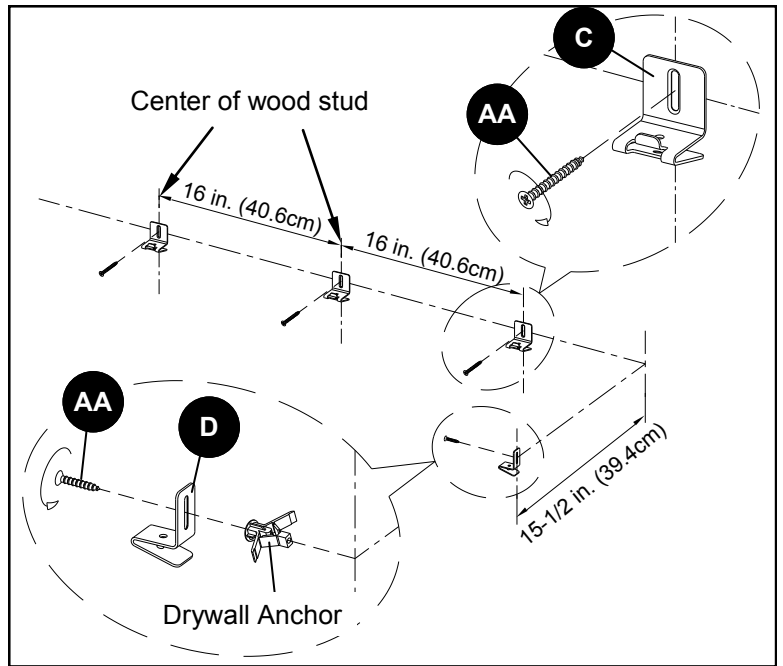 C
Center of wood stud
AA
16 in. (40.6cm)
16 in. (40.6cm)
AA
D
15-1/2 in. (39.4cm)
Drywall Anchor